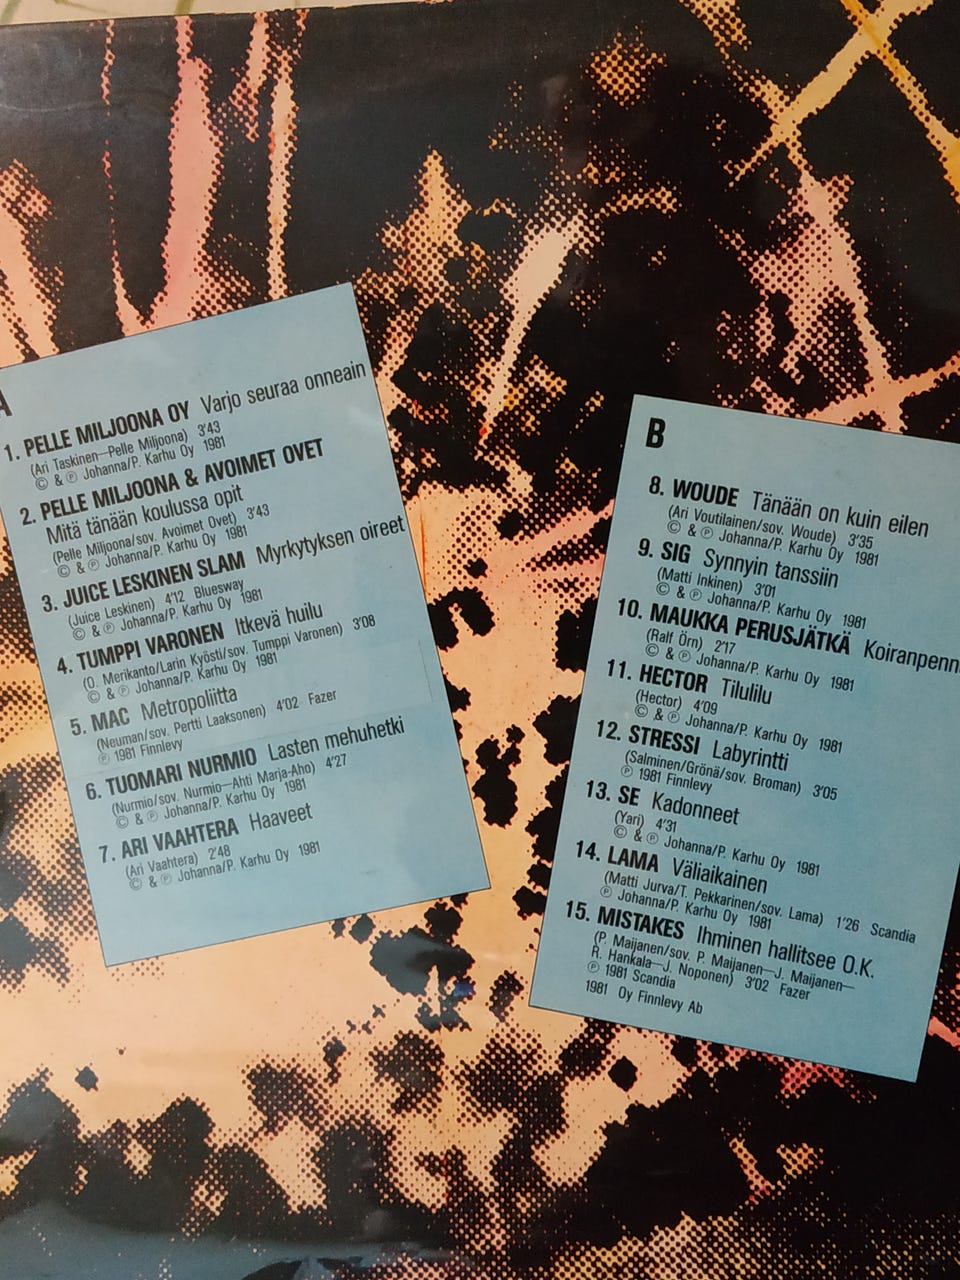 A
1. PELLE MILJOONA OY Varjo seuraa onneain
(Ari Taskinen—Pelle Miljoona) 3'43
© & ℗ Johanna/P. Karhu Oy 1981
2. PELLE MILJOONA & AVOIMET OVET
Mitä tänään koulussa opit
(Pelle Miljoona/sov. Avoimet Ovet) 3'43
© & ℗ Johanna/P. Karhu Oy 1981
3. JUICE LESKINEN SLAM Myrkytyksen oireet
(Juice Leskinen) 4'12 Bluesway
© & ℗ Johanna/P. Karhu Oy 1981
4. TUMPPI VARONEN Itkevä huilu
(O. Merikanto/Larin Kyösti/sov. Tumppi Varonen) 3'08
© & ℗ Johanna/P. Karhu Oy 1981
5. MAC Metropoliitta
(Neuman/sov. Pertti Laaksonen) 4'02 Fazer
℗ 1981 Finnlevy
6. TUOMARI NURMIO Lasten mehuhetki
(Nurmio/sov. Nurmio—Ahti Marja-Aho) 4'27
© & ℗ Johanna/P. Karhu Oy 1981
7. ARI VAAHTERA Haaveet
(Ari Vaahtera) 2'48
© & ℗ Johanna/P. Karhu Oy 1981
B
8. WOUDE Tänään on kuin eilen
(Ari Voutilainen/sov. Woude) 3'35
© & ℗ Johanna/P. Karhu Oy 1981
9. SIG Synnyin tanssiin
(Matti Inkinen) 3'01
© & ℗ Johanna/P. Karhu Oy 1981
10. MAUKKA PERUSJÄTKÄ Koiranpenn
(Ralf Örn) 2'17
© & ℗ Johanna/P. Karhu Oy 1981
11. HECTOR Tilulilu
(Hector) 4'09
© & ℗ Johanna/P. Karhu Oy 1981
12. STRESSI Labyrintti
(Salminen/Grönä/sov. Broman) 3'05
℗ 1981 Finnlevy
13. SE Kadonneet
(Yari) 4'31
© & ℗ Johanna/P. Karhu Oy 1981
14. LAMA Väliaikainen
(Matti Jurva/T. Pekkarinen/sov. Lama) 1'26 Scandia
℗ Johanna/P. Karhu Oy 1981
15. MISTAKES Ihminen hallitsee O.K.
(P. Maijanen/sov. P. Maijanen—J. Maijanen—
R. Hankala—J. Noponen) 3'02 Fazer
℗ 1981 Scandia
1981 Oy Finnlevy Ab